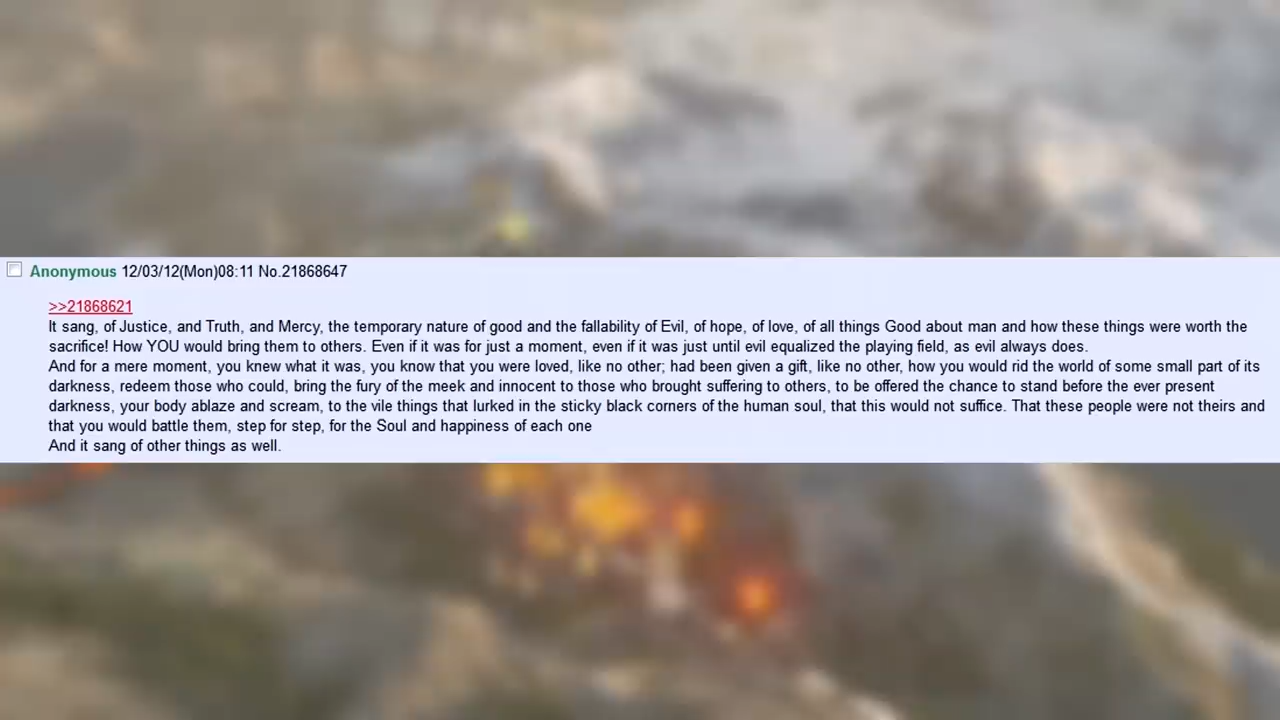 Anonymous 12/03/12(Mon)08:11 No.21868647
>>21868621
It sang, of Justice, and Truth, and Mercy, the temporary nature of good and the fallability of Evil, of hope, of love, of all things Good about man and how these things were worth the
sacrifice! How YOU would bring them to others. Even if it was for just a moment, even if it was just until evil equalized the playing field, as evil always does.
And for a mere moment, you knew what it was, you know that you were loved, like no other; had been given a gift, like no other, how you would rid the world of some small part of its
darkness, redeem those who could, bring the fury of the meek and innocent to those who brought suffering to others, to be offered the chance to stand before the ever present
darkness, your body ablaze and scream, to the vile things that lurked in the sticky black corners of the human soul, that this would not suffice. That these people were not theirs and
that you would battle them, step for step, for the Soul and happiness of each one
And it sang of other things as well.